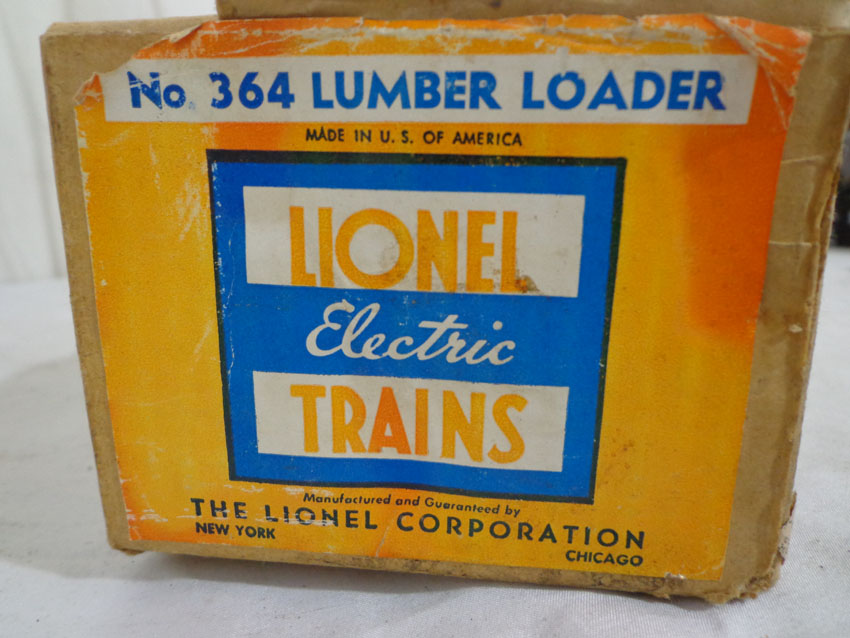 No. 364 LUMBER LOADER
MADE IN U. S. OF AMERICA
LIONEL
Electric
TRAINS
Manufactured and Guaranteed by
THE LIONEL CORPORATION
NEW YORK
CHICAGO